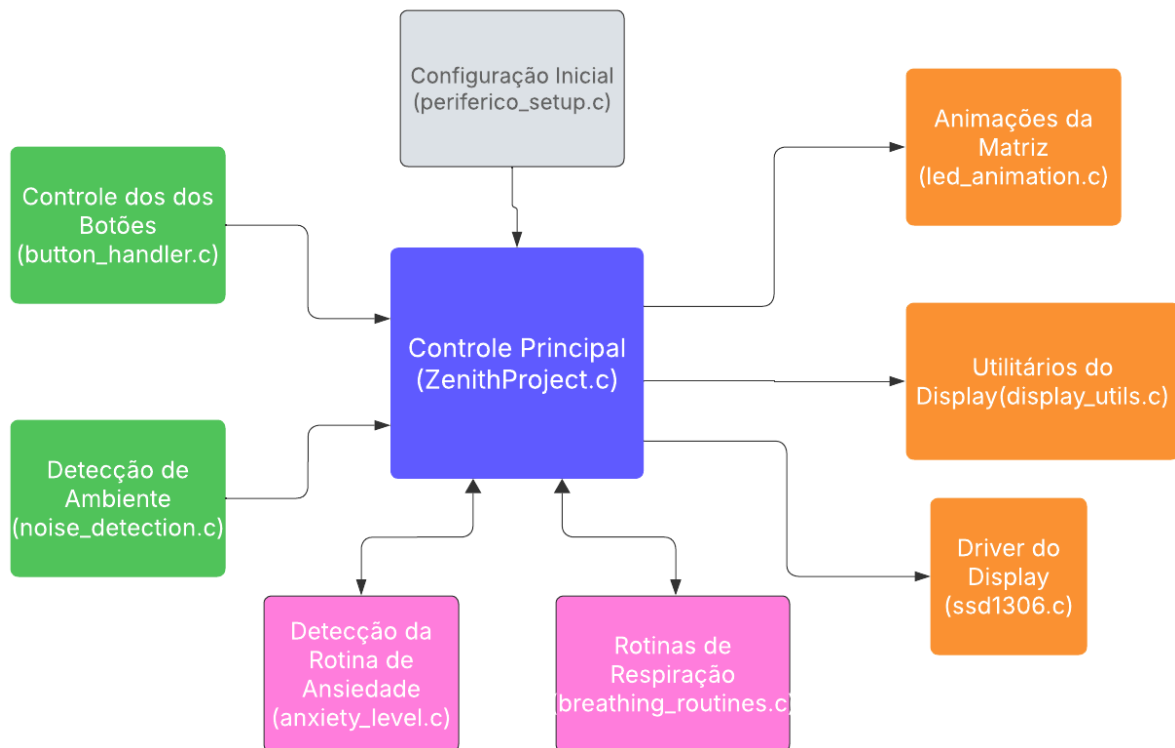 Configuração Inicial
(periferico_setup.c)
Animações da
Matriz
(led_animation.c)
Controle dos dos
Botões
(button_handler.c)
Controle Principal
(ZenithProject.c)
Utilitários do
Display(display_utils.c)
Detecção de
Ambiente
(noise_detection.c)
Driver do
Display
(ssd1306.c)
Detecção da
Rotina de
Ansiedade
(anxiety_level.c)
Rotinas de
Respiração
(breathing_routines.c)